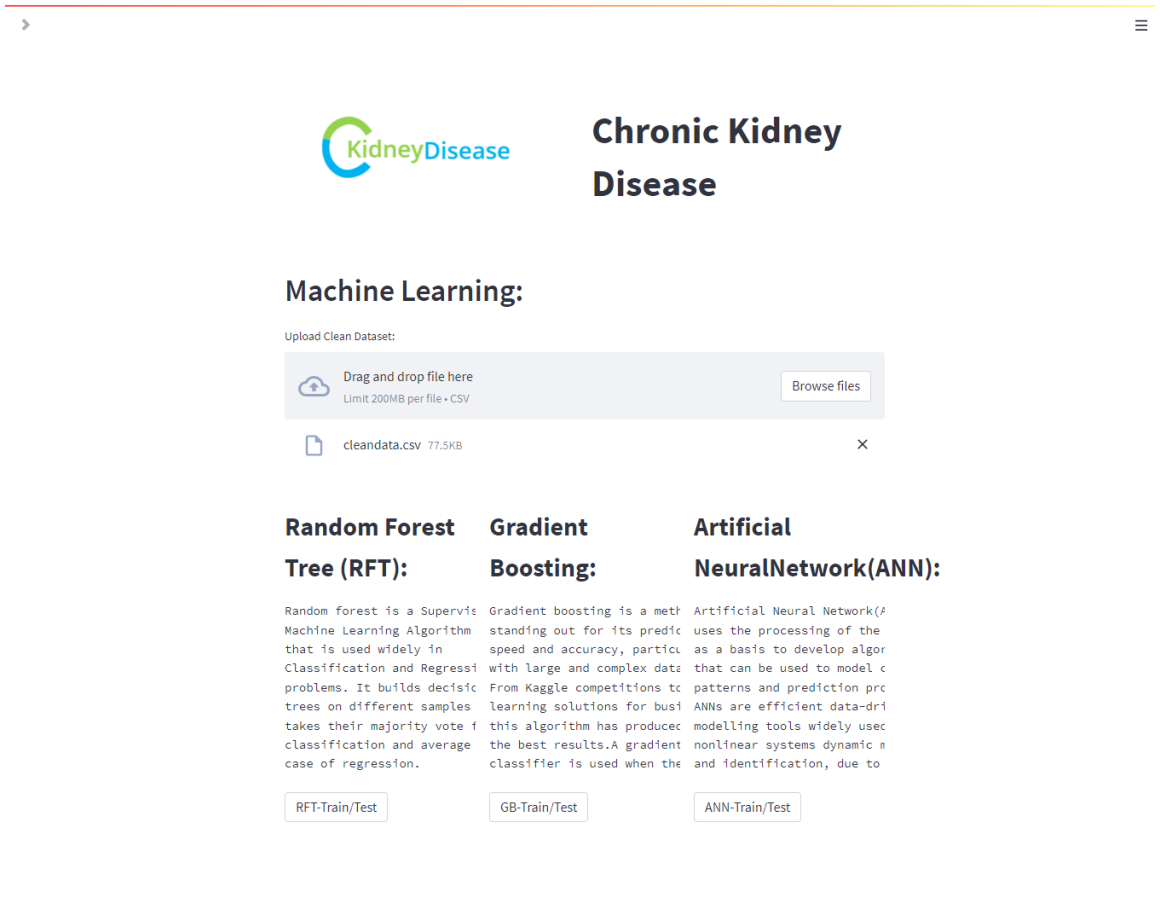 KidneyDisease
Chronic Kidney
Disease
Machine Learning:
Upload Clean Dataset:
Drag and drop file here
Limit 200MB per file • CSV
Browse files
cleandata.csv 77.5KB
Random Forest
Tree (RFT):
Random forest is a Supervis
Machine Learning Algorithm
that is used widely in
Classification and Regressi
problems. It builds decisio
trees on different samples
takes their majority vote f
classification and average
case of regression.
RFT-Train/Test
Gradient
Boosting:
Gradient boosting is a meth
standing out for its predic
speed and accuracy, particu
with large and complex data
From Kaggle competitions to
learning solutions for busi
this algorithm has produced
the best results.A gradient
classifier is used when the
GB-Train/Test
Artificial
NeuralNetwork(ANN):
Artificial Neural Network(A
uses the processing of the
as a basis to develop algor
that can be used to model c
patterns and prediction pro
ANNs are efficient data-dri
modelling tools widely used
nonlinear systems dynamic m
and identification, due to
ANN-Train/Test